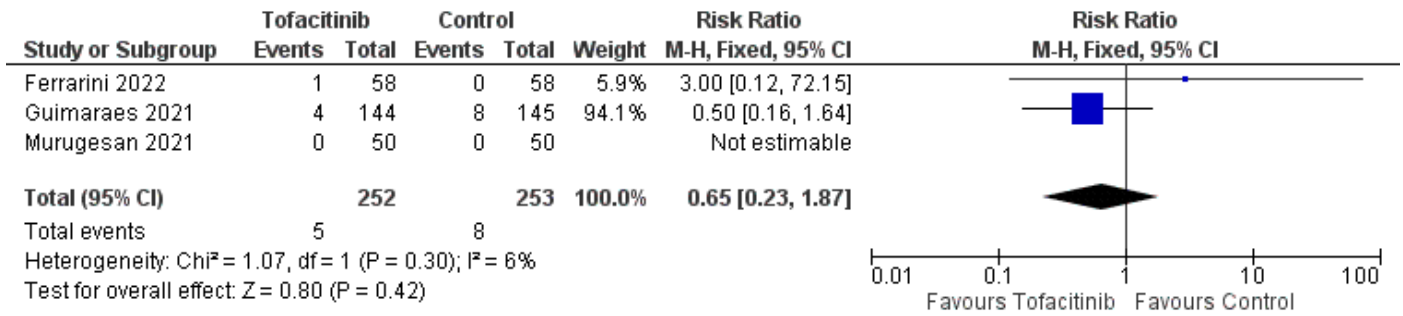 Tofacitinib Control Risk Ratio Risk Ratio
Study or Subgroup Events Total Events Total Weight M-H, Fixed, 95% CI M-H, Fixed, 95% CI
Ferrarini 2022 1 58 0 58 5.9% 3.00 [0.12, 72.15]
Guimaraes 2021 4 144 8 145 94.1% 0.50 [0.16, 1.64]
Murugesan 2021 0 50 0 50 Not estimable
Total (95% CI) 252 253 100.0% 0.65 [0.23, 1.87]
Total events 5 8
Heterogeneity: Chi² = 1.07, df = 1 (P = 0.30); I² = 6%
Test for overall effect: Z = 0.80 (P = 0.42)
0.01 0.1 1 10 100
Favours Tofacitinib Favours Control